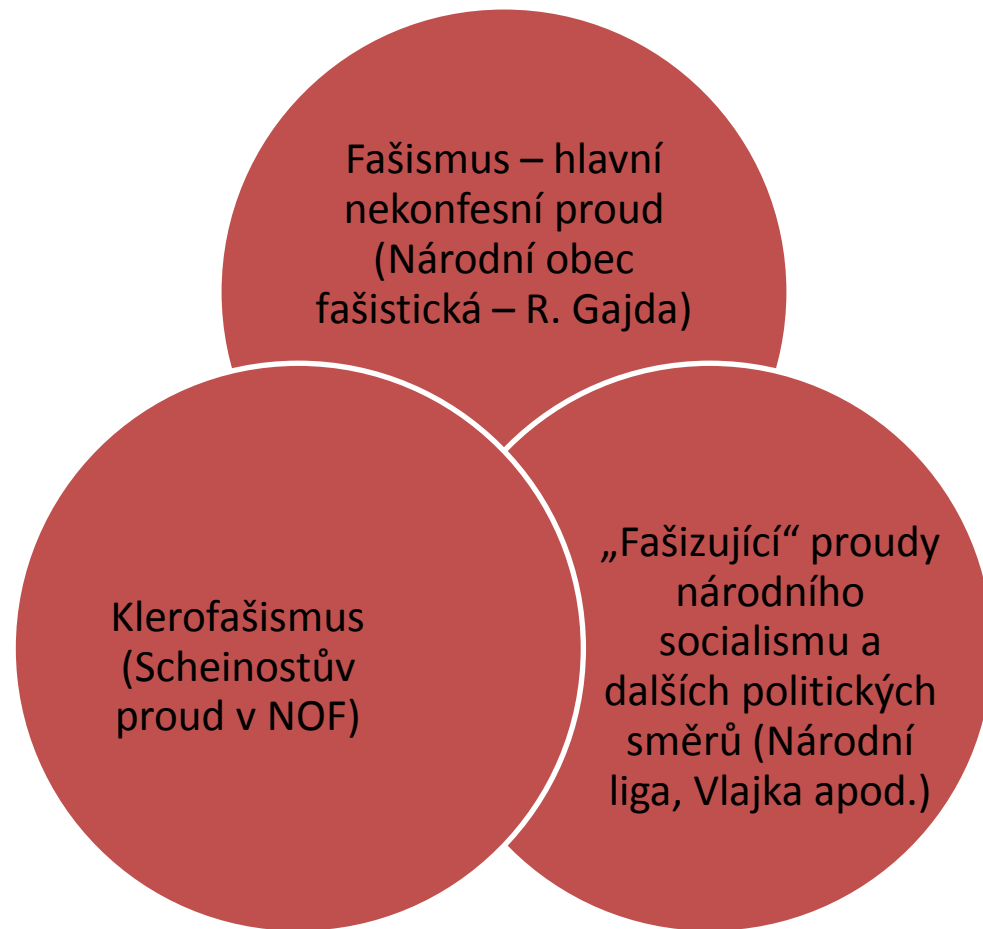 Fašismus – hlavní
nekonfesní proud
(Národní obec
fašistická – R. Gajda)
Klerofašismus
(Scheinostův
proud v NOF)
„Fašizující“ proudy
národního
socialismu a
dalších politických
směrů (Národní
liga, Vlajka apod.)